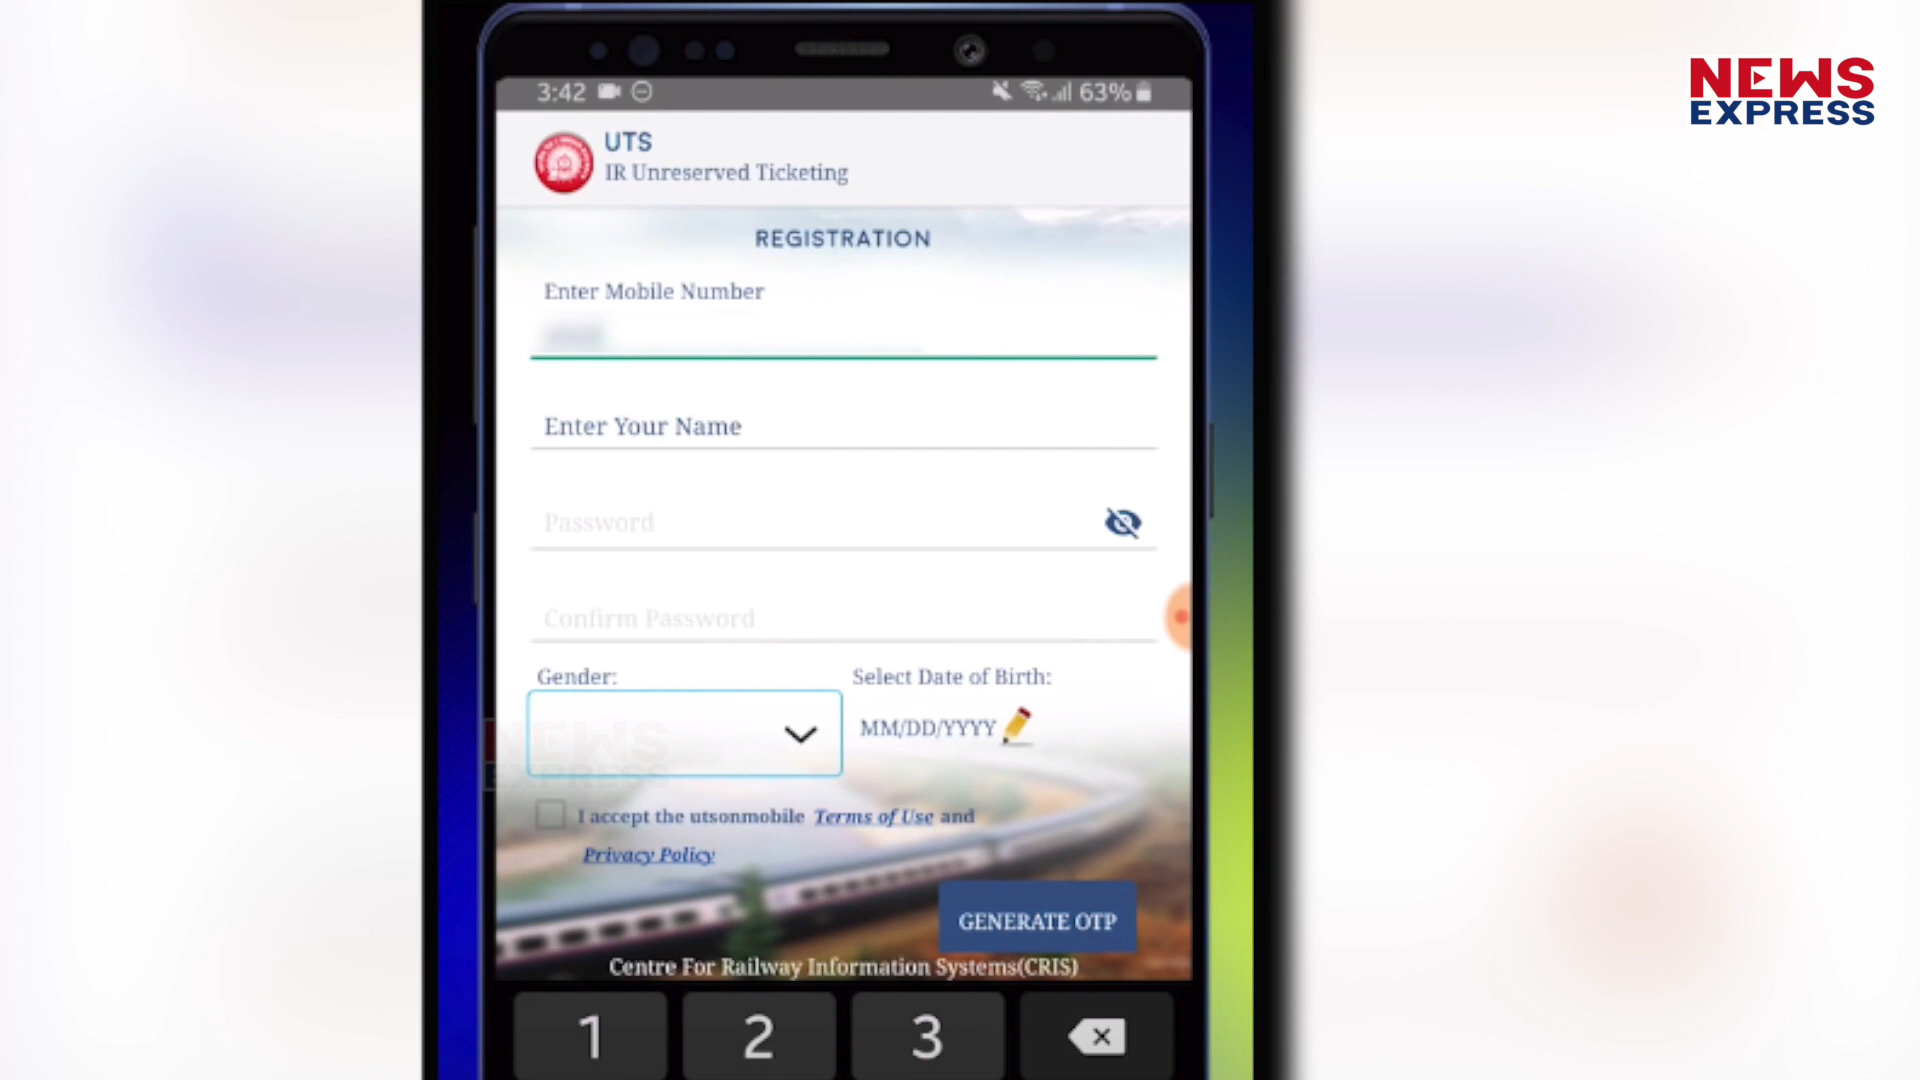 NEWS
EXPRESS
3:42
63%
UTS
IR Unreserved Ticketing
REGISTRATION
Enter Mobile Number
Enter Your Name
Password
Confirm Password
Gender:
Select Date of Birth:
MM/DD/YYYY
NEWS
EXPRESS
I accept the utsonmobile Terms of Use and
Privacy Policy
GENERATE OTP
Centre For Railway Information Systems(CRIS)
1 2 3